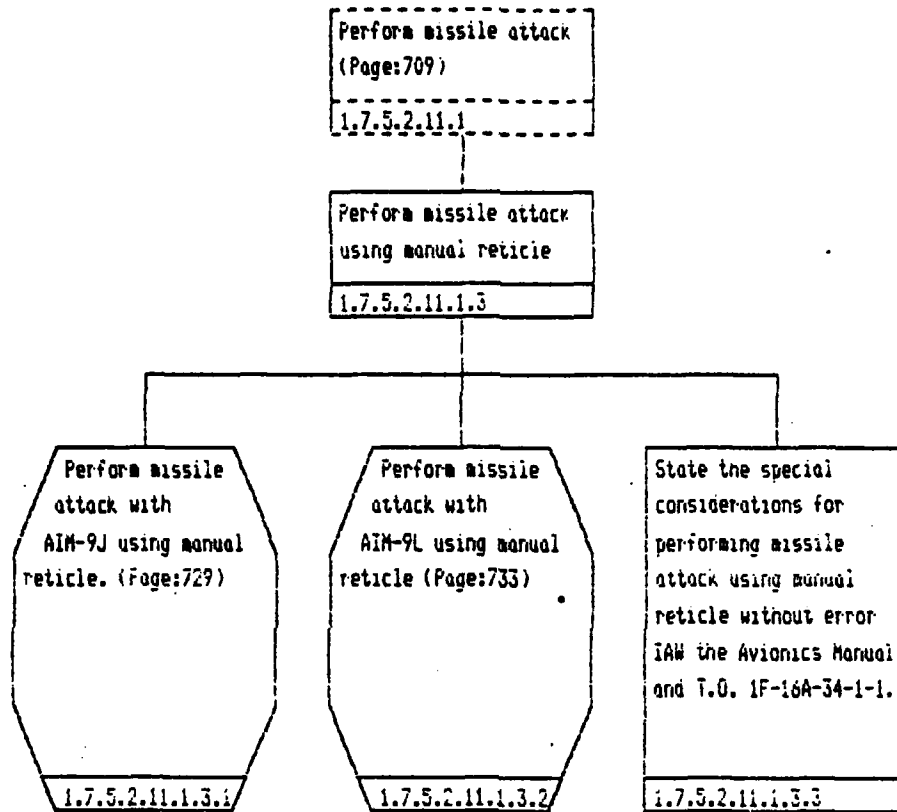 Perform missile attack
(Page:709)
1.7.5.2.11.1
Perform missile attack
using manual reticle
1.7.5.2.11.1.3
Perform missile
attack with
AIM-9J using manual
reticle. (Page:729)
1.7.5.2.11.1.3.1
Perform missile
attack with
AIM-9L using manual
reticle (Page:733)
1.7.5.2.11.1.3.2
State the special
considerations for
performing missile
attack using manual
reticle without error
IAW the Avionics Manual
and T.O. 1F-16A-34-1-1.
1.7.5.2.11.1.3.3